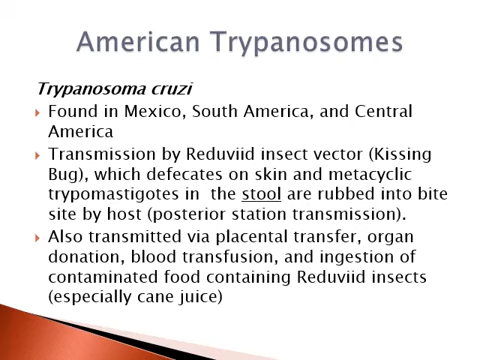 American Trypanosomes
Trypanosoma cruzi
Found in Mexico, South America, and Central
America
Transmission by Reduviid insect vector (Kissing
Bug), which defecates on skin and metacyclic
trypomastigotes in the stool are rubbed into bite
site by host (posterior station transmission).
Also transmitted via placental transfer, organ
donation, blood transfusion, and ingestion of
contaminated food containing Reduviid insects
(especially cane juice)